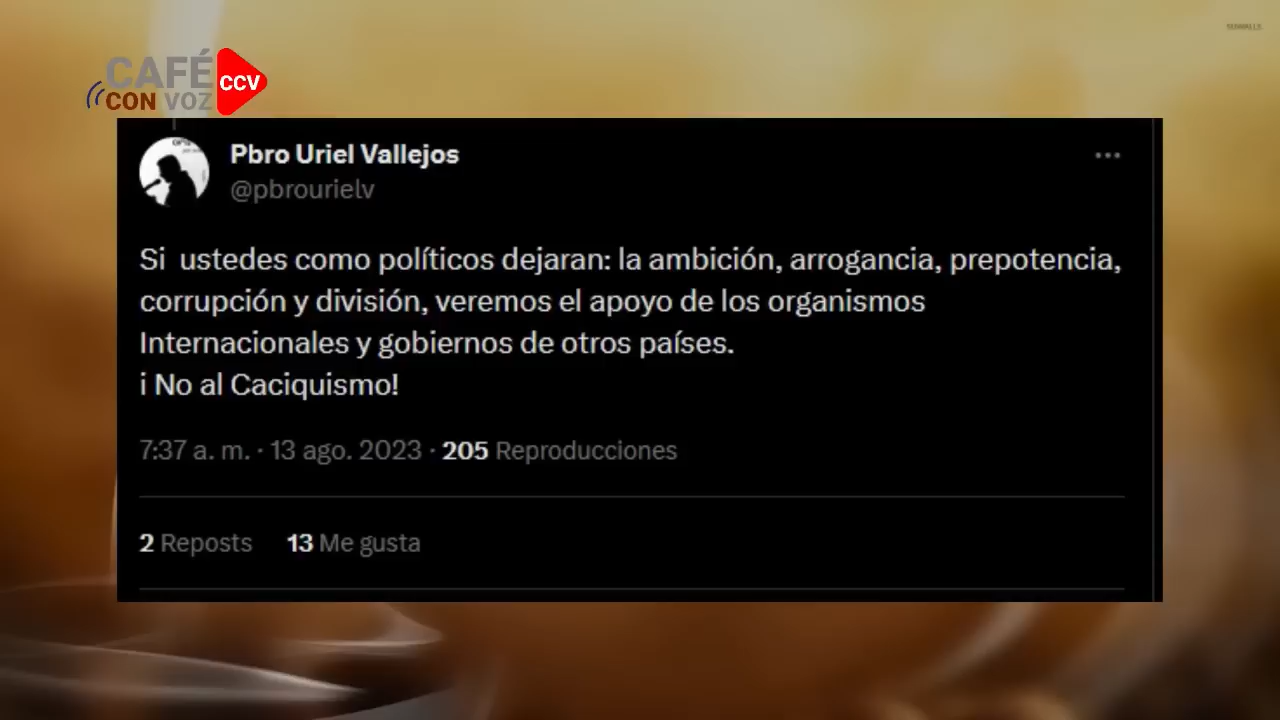 CAFÉ
CON VOZ
CCV
Pbro Uriel Vallejos
@pbrourielv
Si ustedes como políticos dejaran: la ambición, arrogancia, prepotencia,
corrupción y división, veremos el apoyo de los organismos
Internacionales y gobiernos de otros países.
¡ No al Caciquismo!
7:37 a. m. · 13 ago. 2023 · 205 Reproducciones
2 Reposts 13 Me gusta